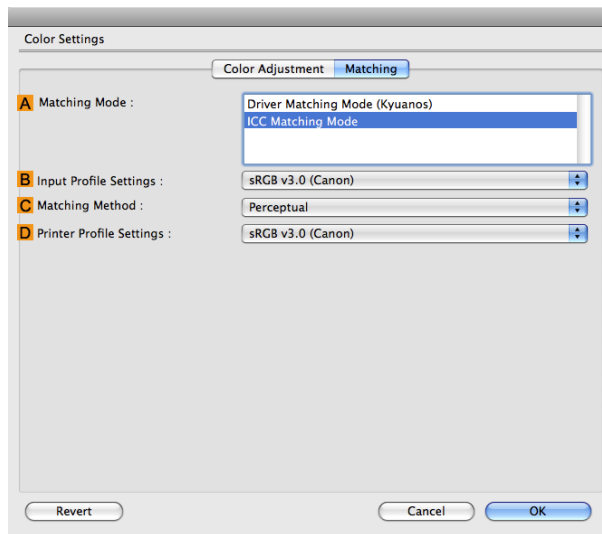 Color Settings
Color Adjustment Matching
A Matching Mode :
Driver Matching Mode (Kyuanos)
ICC Matching Mode
B Input Profile Settings : sRGB v3.0 (Canon)
C Matching Method : Perceptual
D Printer Profile Settings : sRGB v3.0 (Canon)
Revert Cancel OK